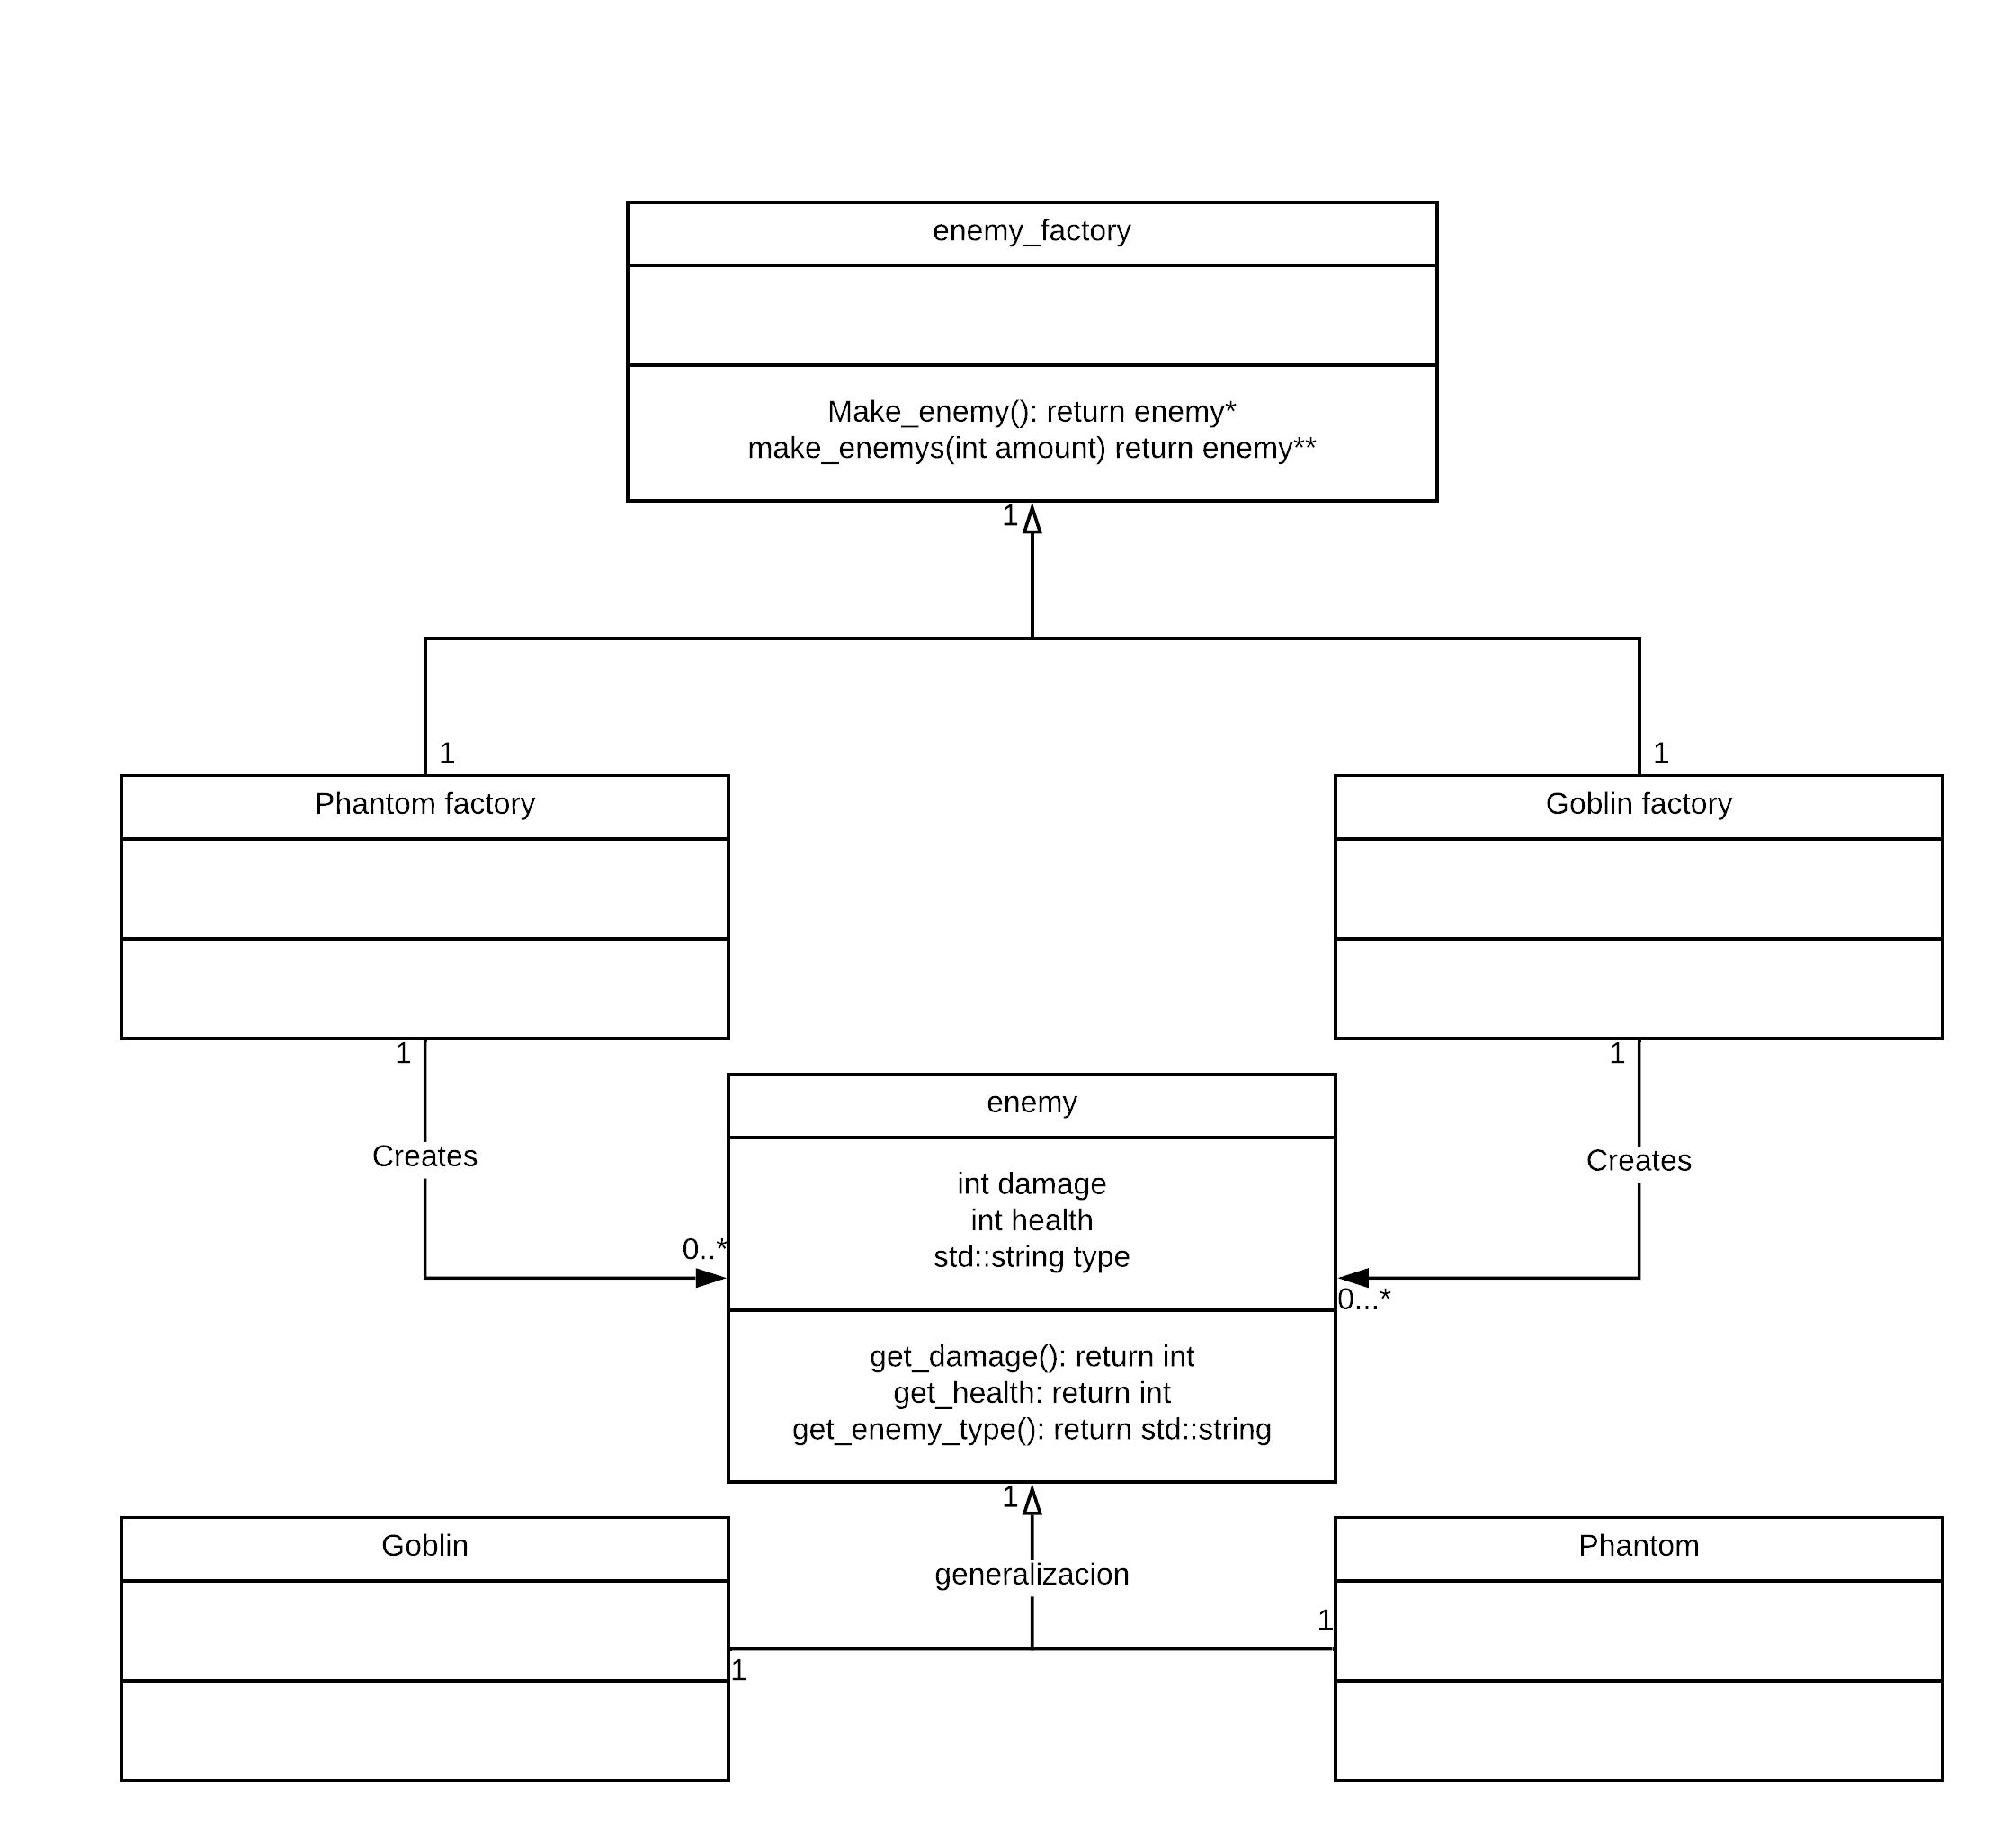 enemy_factory
Make_enemy(): return enemy*
make_enemys(int amount) return enemy**
1
1
1
Phantom factory
Goblin factory
1
1
enemy
Creates
Creates
int damage
int health
std::string type
0..*
0...*
get_damage(): return int
get_health: return int
get_enemy_type(): return std::string
1
Goblin
Phantom
generalizacion
1
1